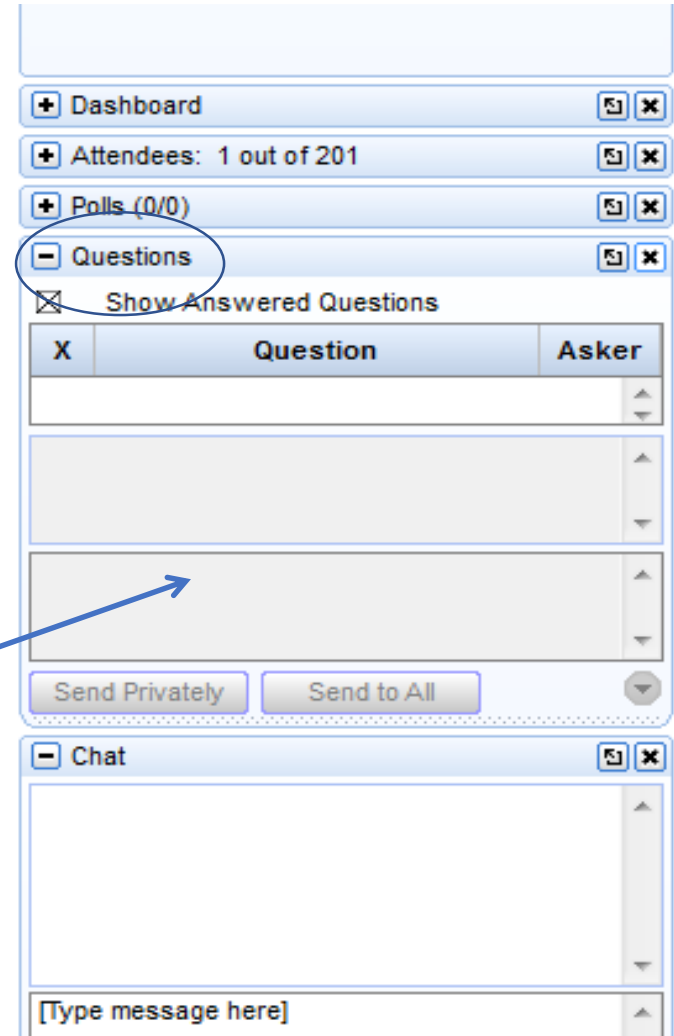 Dashboard
Attendees: 1 out of 201
Polls (0/0)
Questions
Show Answered Questions
X Question Asker
Send Privately Send to All
Chat
[Type message here]